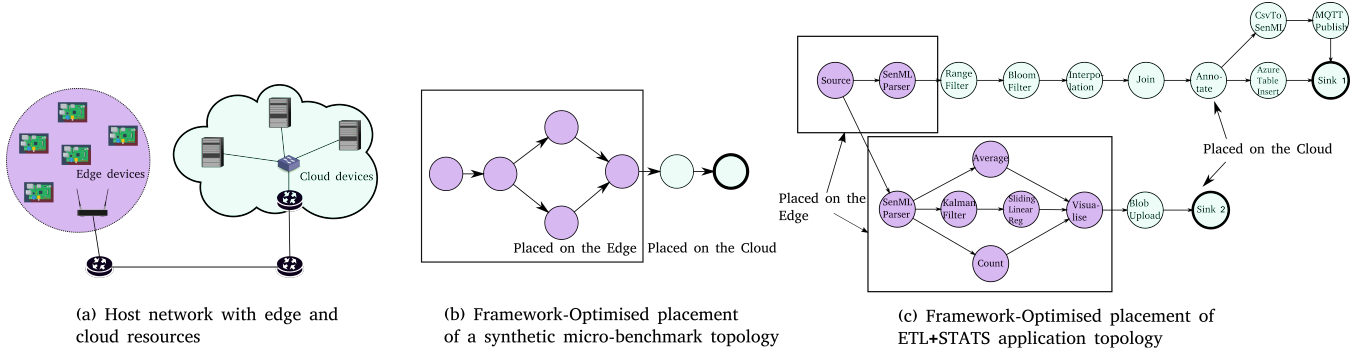 Edge devices
Cloud devices
(a) Host network with edge and
cloud resources
Placed on the Edge
Placed on the Cloud
(b) Framework-Optimised placement
of a synthetic micro-benchmark topology
CsvTo
SenML
MQTT
Publish
Source
SenML
Parser
Range
Filter
Bloom
Filter
Interpo-
lation
Join
Anno-
tate
Azure
Table
Insert
Sink 1
Placed on the Cloud
Placed on the
Edge
Average
SenML
Parser
Kalman
Filter
Sliding
Linear
Reg
Visua-
lise
Blob
Upload
Sink 2
Count
(c) Framework-Optimised placement of
ETL+STATS application topology